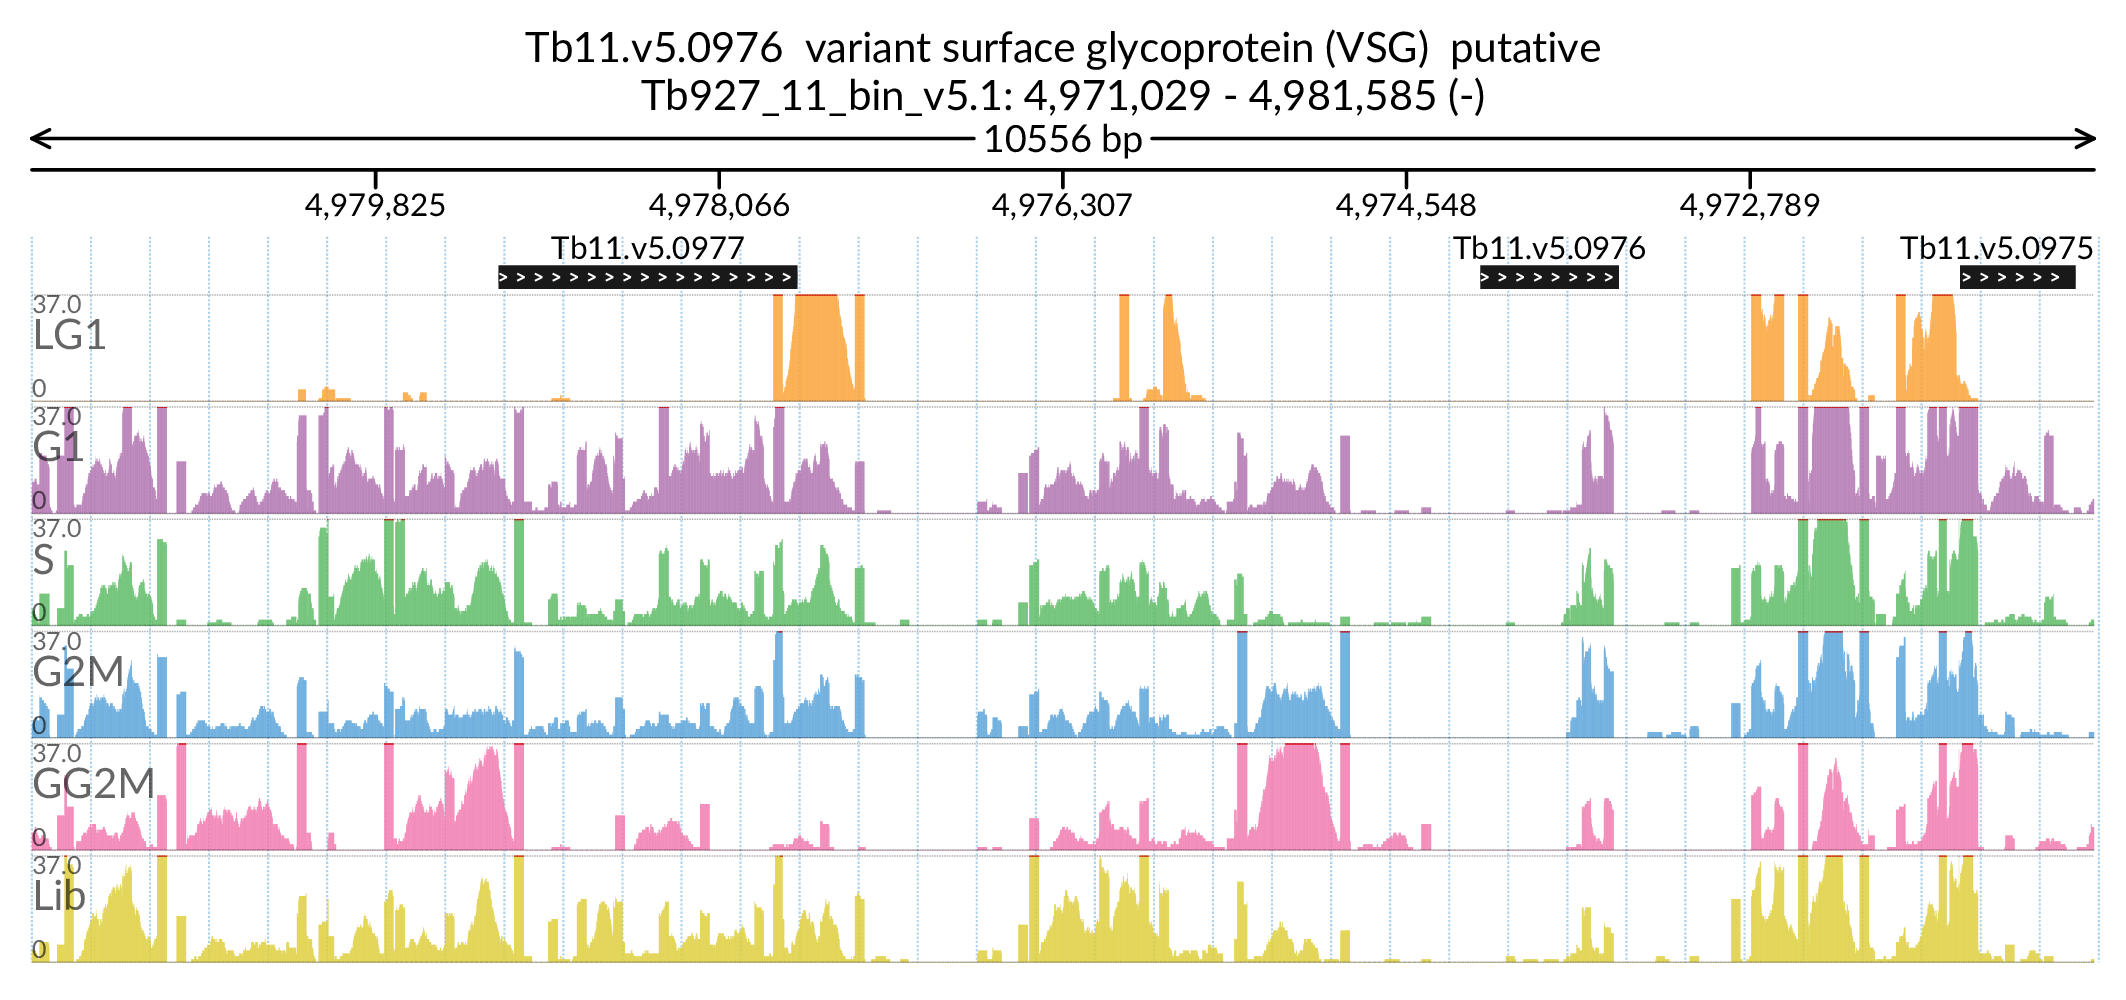 Tb11.v5.0976  variant surface glycoprotein (VSG)  putative
Tb927_11_bin_v5.1: 4,971,029 - 4,981,585 (-)
10556 bp
4,979,825 4,978,066 4,976,307 4,974,548 4,972,789
Tb11.v5.0977 Tb11.v5.0976 Tb11.v5.0975
37.0
LG1
0
37.0
G1
0
37.0
S
0
37.0
G2M
0
37.0
GG2M
0
37.0
Lib
0